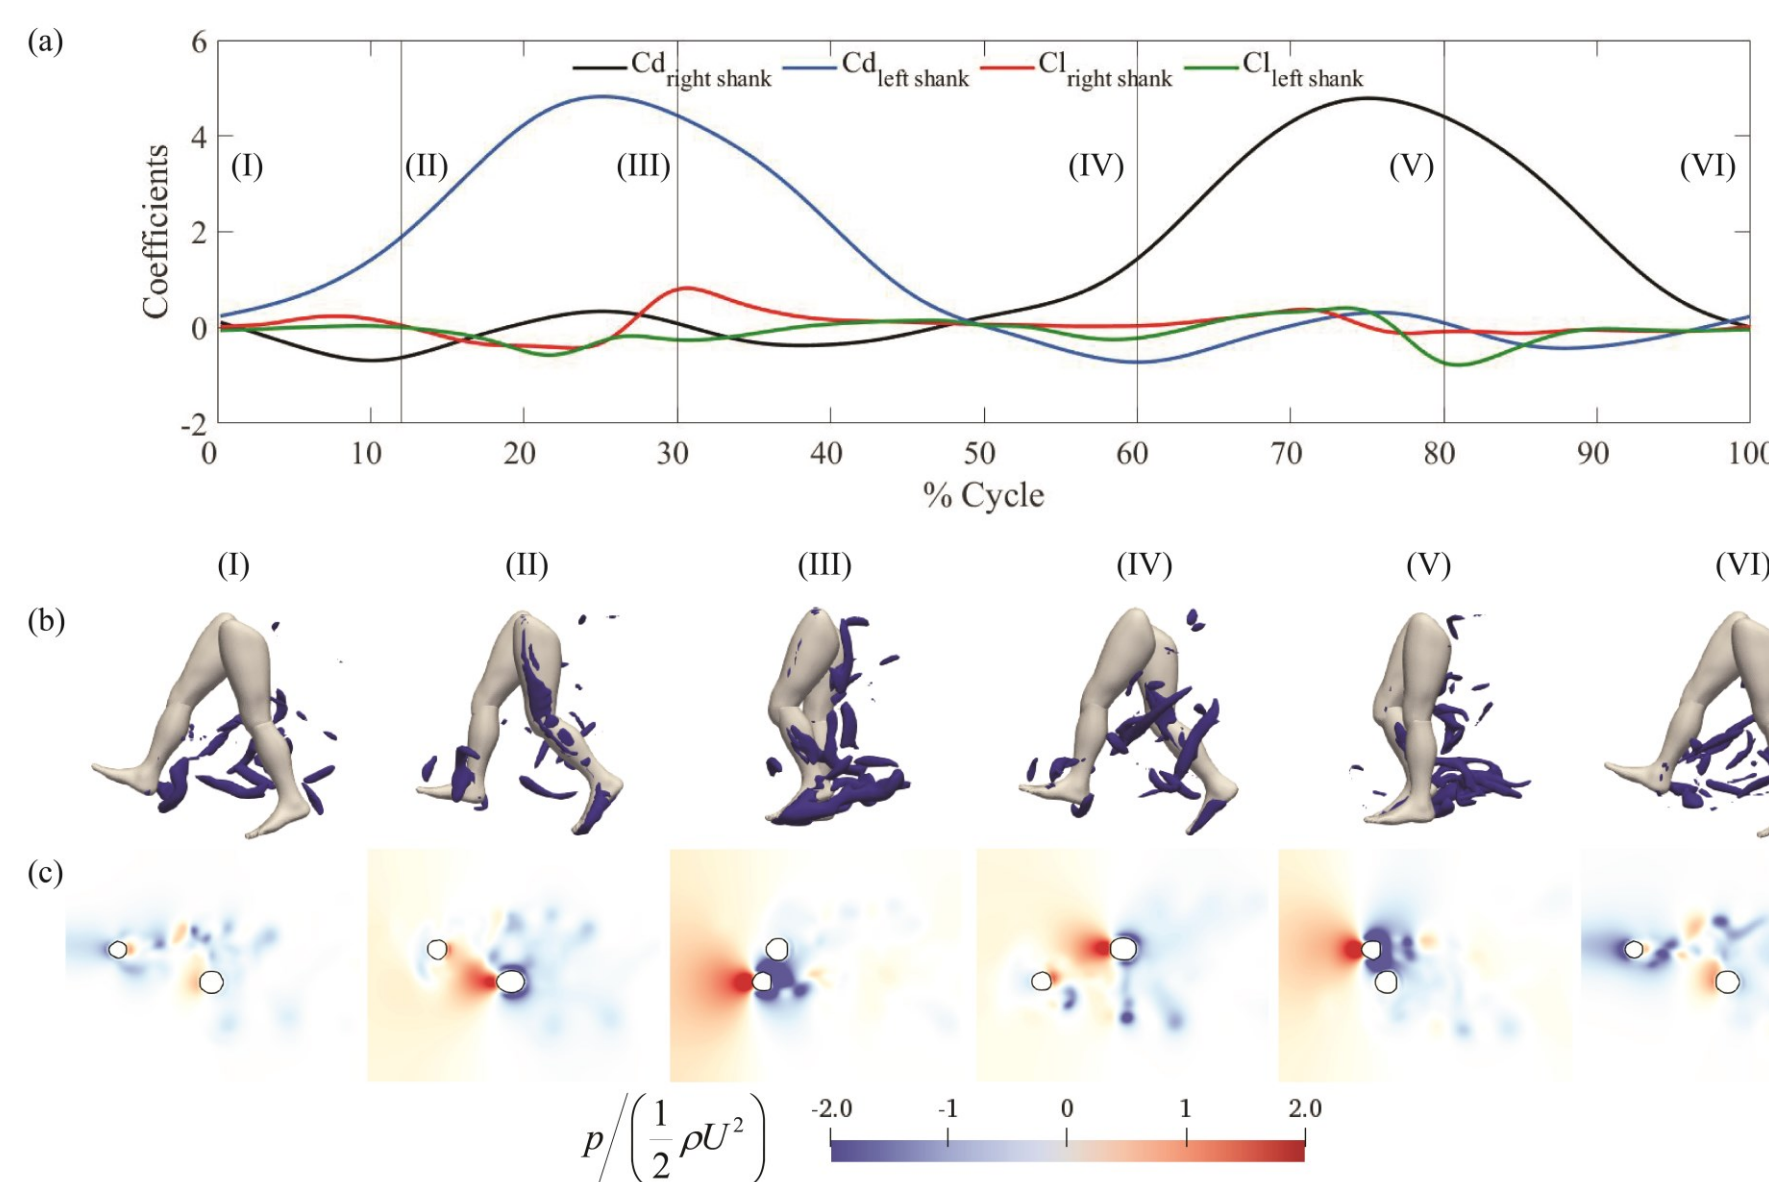 (a)
6
4
2
0
-2
Coefficients
Cd right shank Cd left shank Cl right shank Cl left shank
(I) (II) (III) (IV) (V) (VI)
0 10 20 30 40 50 60 70 80 90 100
% Cycle
(I) (II) (III) (IV) (V) (VI)
(b)
(c)
p/(1/2 ρU²)
-2.0 -1 0 1 2.0